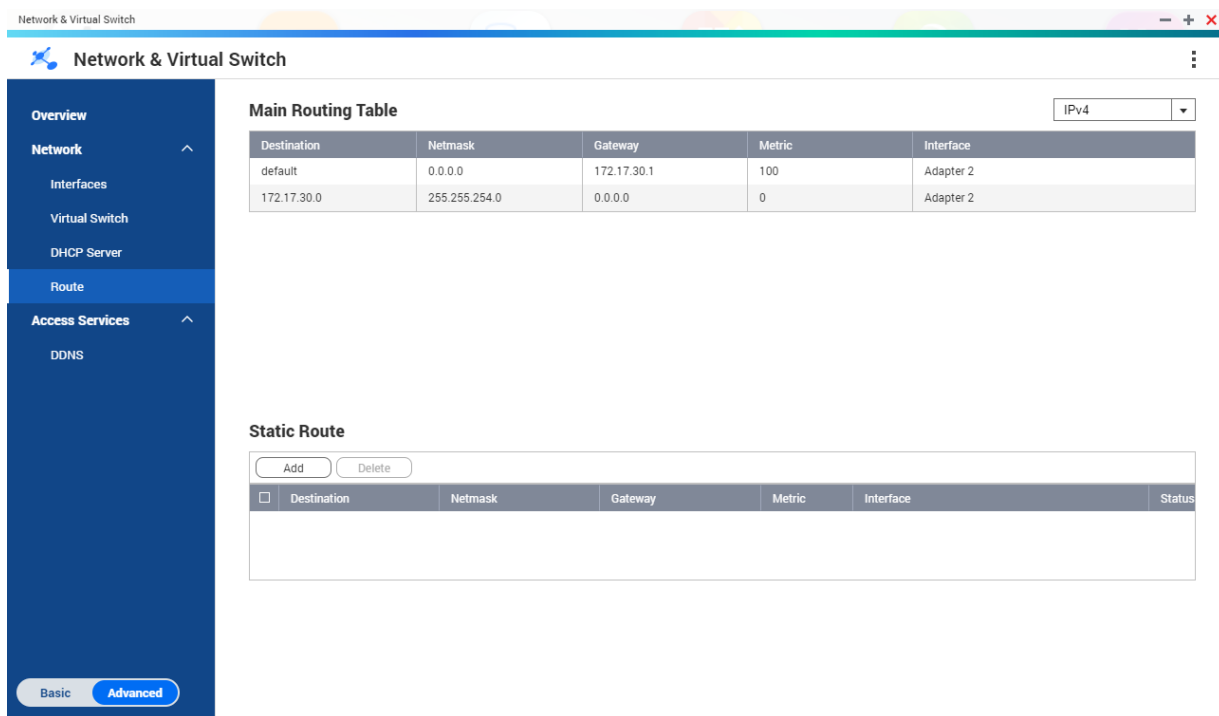 Network & Virtual Switch
Network & Virtual Switch
Overview
Network
Interfaces
Virtual Switch
DHCP Server
Route
Access Services
DDNS
Basic Advanced
Main Routing Table IPv4
Destination Netmask Gateway Metric Interface
default 0.0.0.0 172.17.30.1 100 Adapter 2
172.17.30.0 255.255.254.0 0.0.0.0 0 Adapter 2
Static Route
Add Delete
Destination Netmask Gateway Metric Interface Status